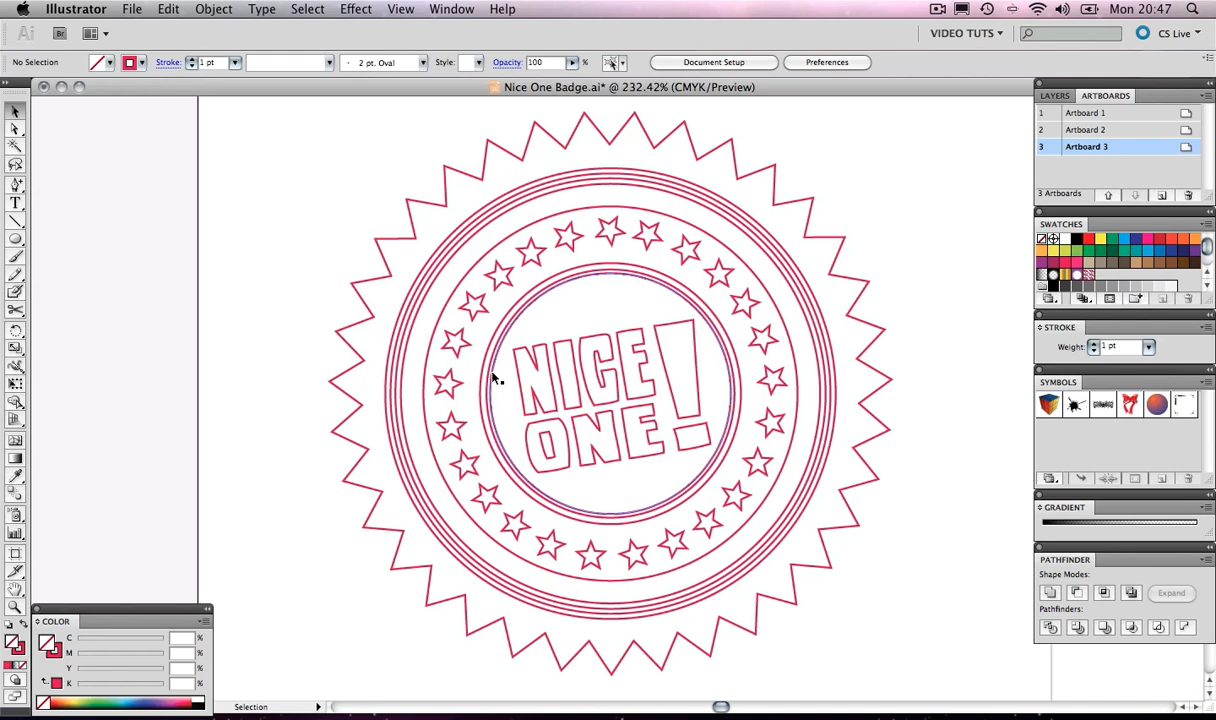 Illustrator File Edit Object Type Select Effect View Window Help Mon 20:47
Ai Br VIDEO TUTS CS Live
No Selection Stroke: 1 pt 2 pt. Oval Style: Opacity: 100 % Document Setup Preferences
Nice One Badge.ai* @ 232.42% (CMYK/Preview)
LAYERS ARTBOARDS
1 Artboard 1
2 Artboard 2
3 Artboard 3
3 Artboards
SWATCHES
STROKE
Weight: 1 pt
SYMBOLS
GRADIENT
PATHFINDER
Shape Modes:
Expand
Pathfinders:
NICE
ONE!
COLOR
C %
M %
Y %
K %
Selection